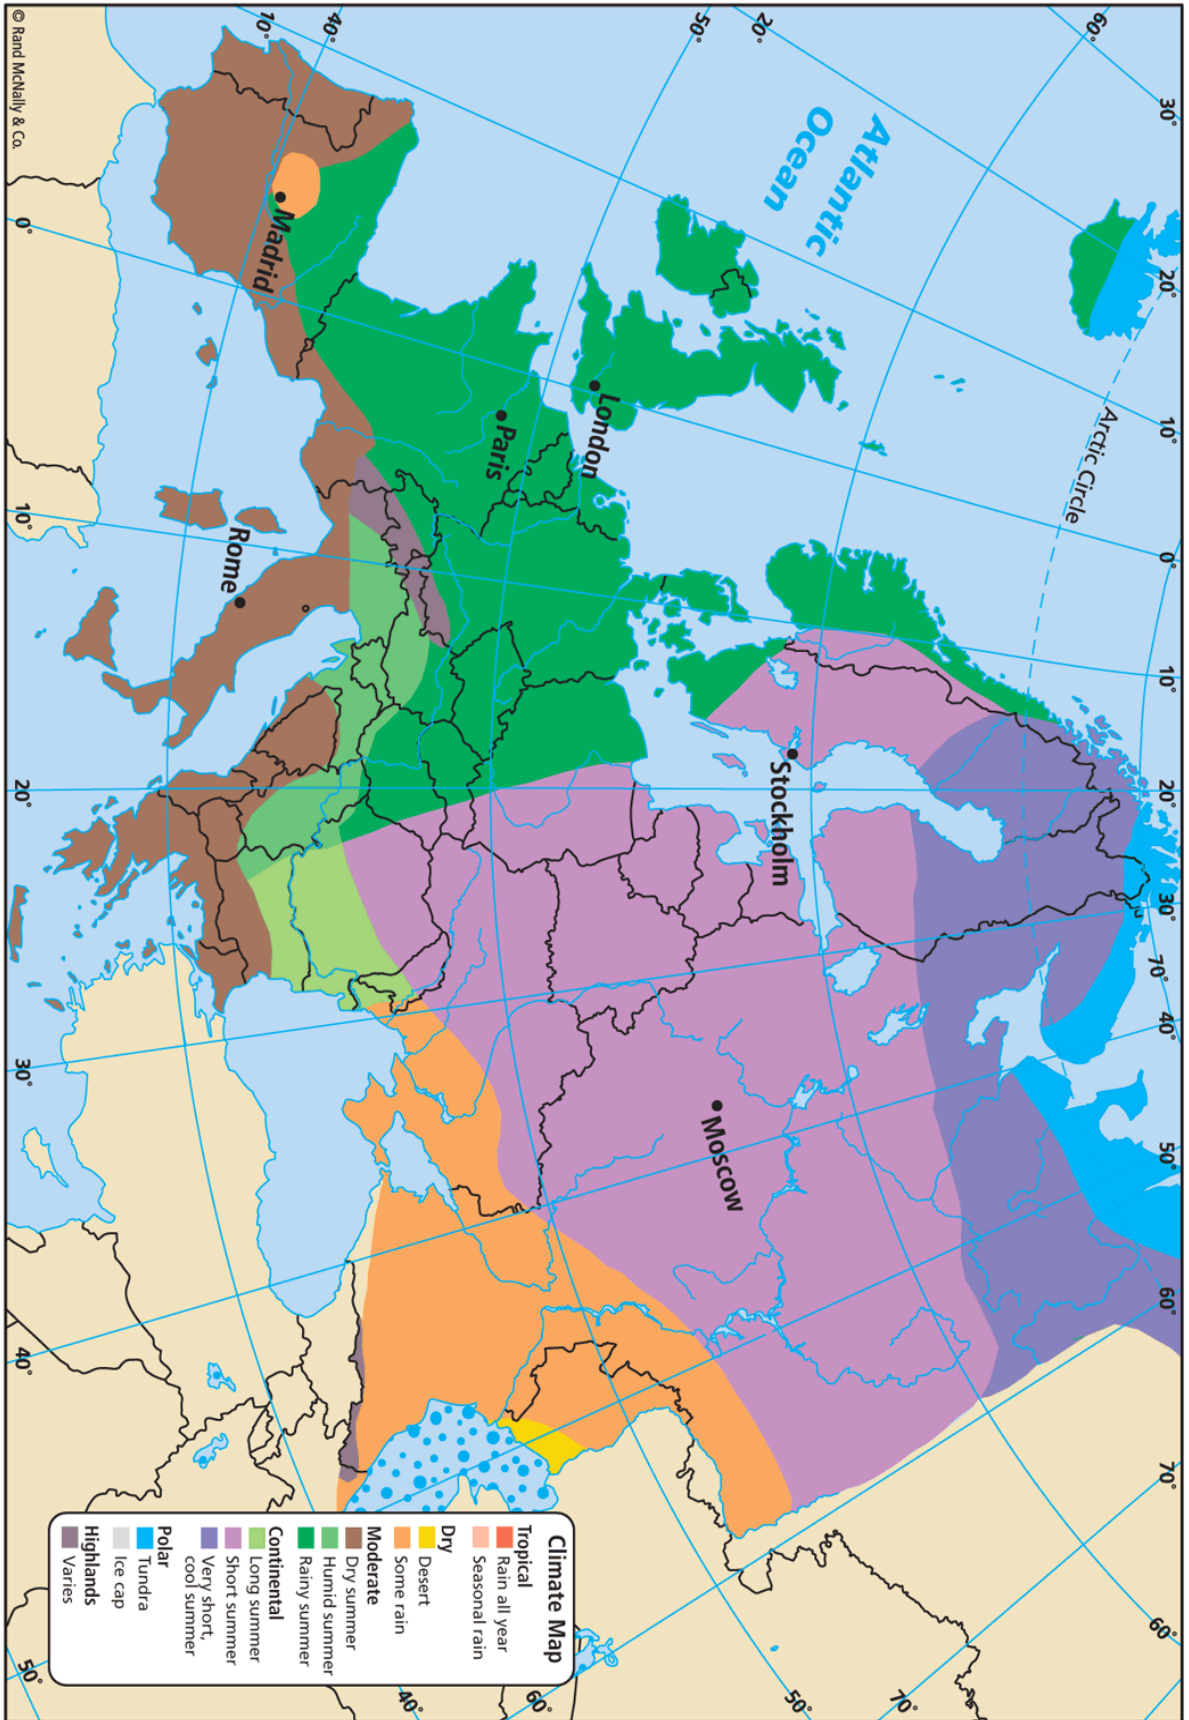 30°
20°
10°
0°
10°
20°
30°
70°
40°
50°
60°
70°
60°
60°
Arctic Circle
70°
Atlantic
Ocean
50°
Stockholm
20°
Moscow
50°
London
60°
Paris
Climate Map
Tropical
Rain all year
Seasonal rain
Dry
Desert
Some rain
Moderate
Dry summer
Humid summer
Rainy summer
Continental
Long summer
Short summer
Very short,
cool summer
Polar
Tundra
Ice cap
Highlands
Varies
40°
40°
Madrid
10°
Rome
0°
10°
20°
30°
40°
50°
© Rand McNally & Co.